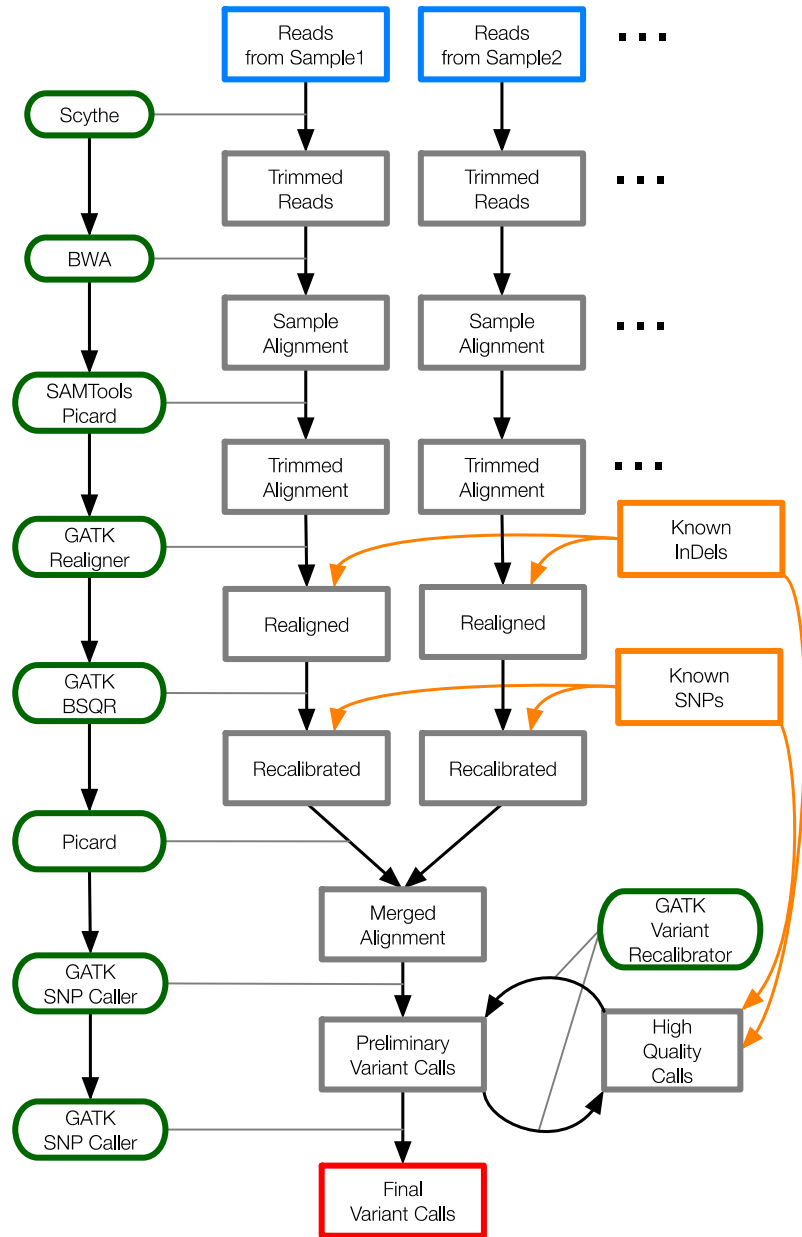 Reads
from Sample1
Reads
from Sample2
...
Scythe
Trimmed
Reads
Trimmed
Reads
...
BWA
Sample
Alignment
Sample
Alignment
...
SAMTools
Picard
Trimmed
Alignment
Trimmed
Alignment
...
GATK
Realigner
Known
InDels
Realigned
Realigned
GATK
BSQR
Known
SNPs
Recalibrated
Recalibrated
Picard
Merged
Alignment
GATK
Variant
Recalibrator
GATK
SNP Caller
Preliminary
Variant Calls
High
Quality
Calls
GATK
SNP Caller
Final
Variant Calls